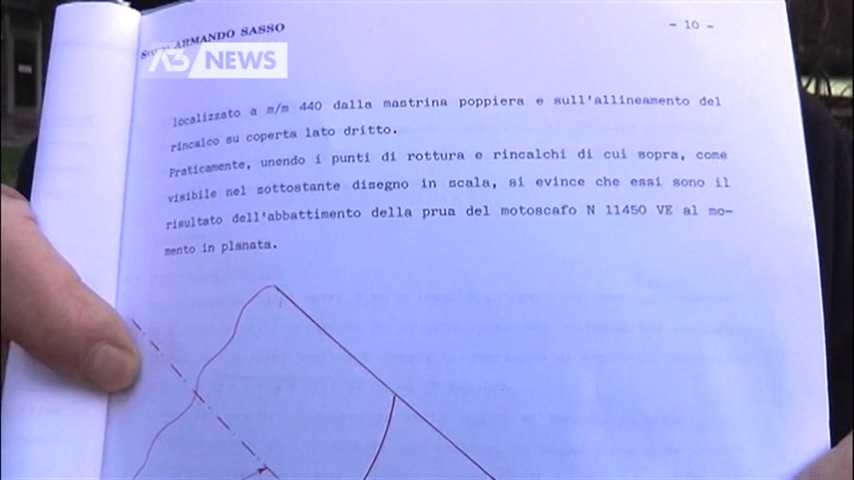 - 10 -
STUDIO ARMANDO SASSO
A3 NEWS
localizzato a m/m 440 dalla mastrina poppiera e sull'allineamento del
rincalco su coperta lato dritto.
Praticamente, unendo i punti di rottura e rincalchi di cui sopra, come
visibile nel sottostante disegno in scala, si evince che essi sono il
risultato dell'abbattimento della prua del motoscafo N 11450 VE al mo-
mento in planata.